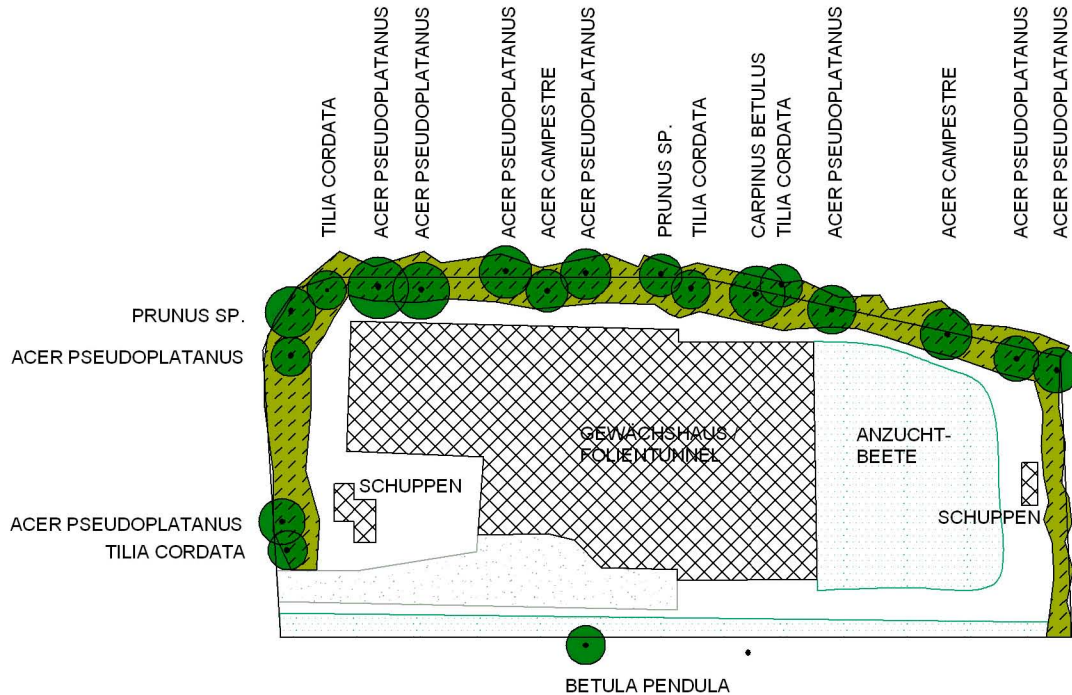 TILIA CORDATA
ACER PSEUDOPLATANUS
ACER PSEUDOPLATANUS
ACER PSEUDOPLATANUS
ACER CAMPESTRE
ACER PSEUDOPLATANUS
PRUNUS SP.
TILIA CORDATA
CARPINUS BETULUS
TILIA CORDATA
ACER PSEUDOPLATANUS
ACER CAMPESTRE
ACER PSEUDOPLATANUS
ACER PSEUDOPLATANUS
PRUNUS SP.
ACER PSEUDOPLATANUS
GEWÄCHSHAUS /
FOLIENTUNNEL
ANZUCHT-
BEETE
SCHUPPEN
SCHUPPEN
ACER PSEUDOPLATANUS
TILIA CORDATA
BETULA PENDULA